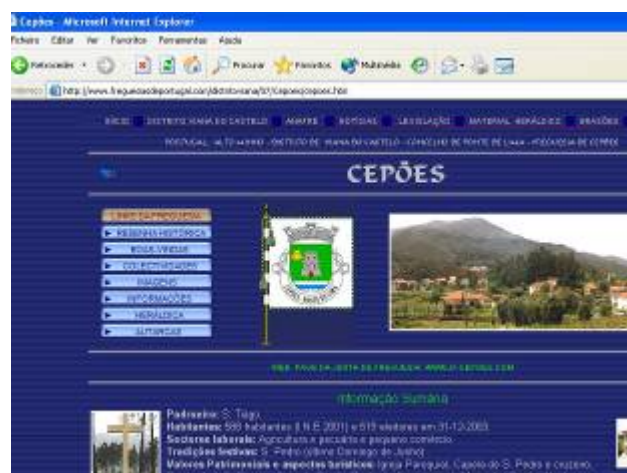 Cepões - Microsoft Internet Explorer
Ficheiro Editar Ver Favoritos Ferramentas Ajuda
Retroceder Procurar Favoritos Multimédia
Endereço http://www.freguesiasdeportugal.com/distritoviana/07/cepoes/cepoes.htm
INÍCIO DISTRITO VIANA DO CASTELO ANAFRE NOTÍCIAS LEGISLAÇÃO MATERIAL HERÁLDICO BRASÕES
PORTUGAL - ALTO MINHO - DISTRITO DE VIANA DO CASTELO - CONCELHO DE PONTE DE LIMA - FREGUESIA DE CEPÕES
CEPÕES
LINKS DA FREGUESIA
RESENHA HISTÓRICA
BOAS-VINDAS
COLECTIVIDADES
IMAGENS
INFORMAÇÕES
HERÁLDICA
AUTARCAS
Informação Sumária
Padroeiro: S. Tiago.
Habitantes: habitantes (I.N.E.2001) e 519 eleitores em 31-12-2003.
Sectores laborais: Agricultura e pecuária e pequeno comércio.
Tradições festivas: S. Pedro (último Domingo de Junho).
Valores Patrimoniais e aspectos turísticos: Igreja Paroquial, Capela de S. Pedro e cruzeiro,